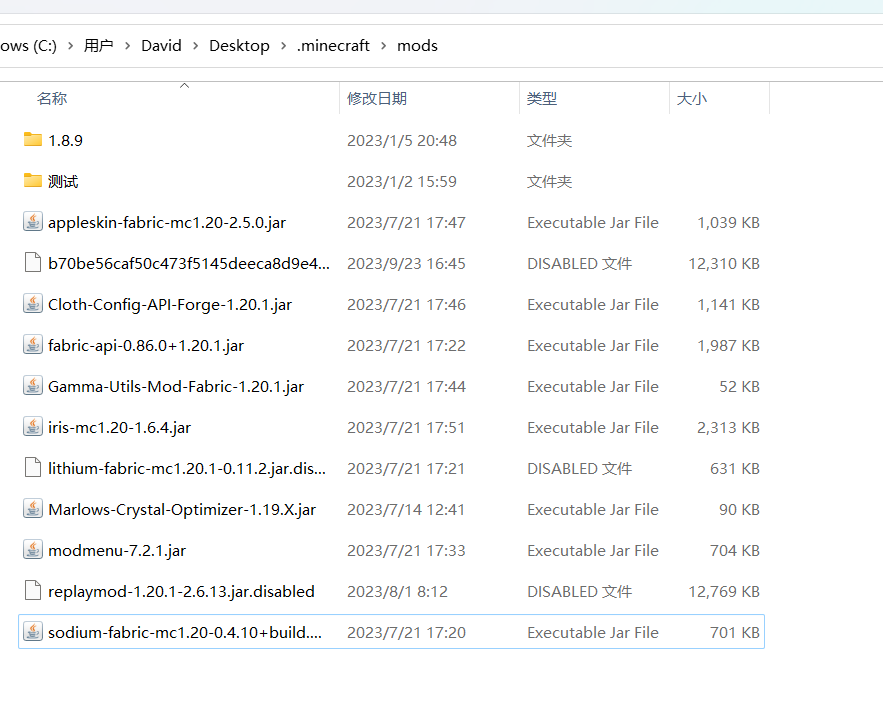 ows (C:) > 用户 > David > Desktop > .minecraft > mods
名称 修改日期 类型 大小
1.8.9 2023/1/5 20:48 文件夹
测试 2023/1/2 15:59 文件夹
appleskin-fabric-mc1.20-2.5.0.jar 2023/7/21 17:47 Executable Jar File 1,039 KB
b70be56caf50c473f5145deeca8d9e4... 2023/9/23 16:45 DISABLED 文件 12,310 KB
Cloth-Config-API-Forge-1.20.1.jar 2023/7/21 17:46 Executable Jar File 1,141 KB
fabric-api-0.86.0+1.20.1.jar 2023/7/21 17:22 Executable Jar File 1,987 KB
Gamma-Utils-Mod-Fabric-1.20.1.jar 2023/7/21 17:44 Executable Jar File 52 KB
iris-mc1.20-1.6.4.jar 2023/7/21 17:51 Executable Jar File 2,313 KB
lithium-fabric-mc1.20.1-0.11.2.jar.dis... 2023/7/21 17:21 DISABLED 文件 631 KB
Marlows-Crystal-Optimizer-1.19.X.jar 2023/7/14 12:41 Executable Jar File 90 KB
modmenu-7.2.1.jar 2023/7/21 17:33 Executable Jar File 704 KB
replaymod-1.20.1-2.6.13.jar.disabled 2023/8/1 8:12 DISABLED 文件 12,769 KB
sodium-fabric-mc1.20-0.4.10+build.... 2023/7/21 17:20 Executable Jar File 701 KB